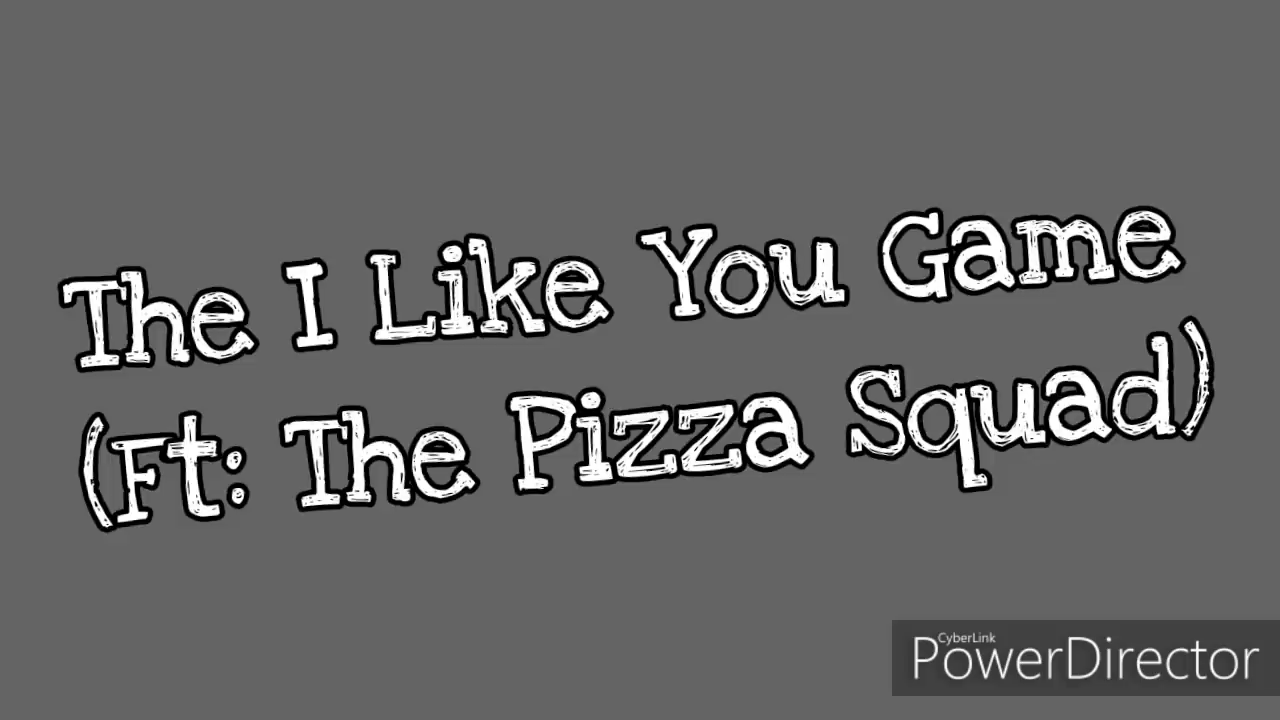 The I Like You Game
(Ft: The Pizza Squad)
CyberLink
PowerDirector